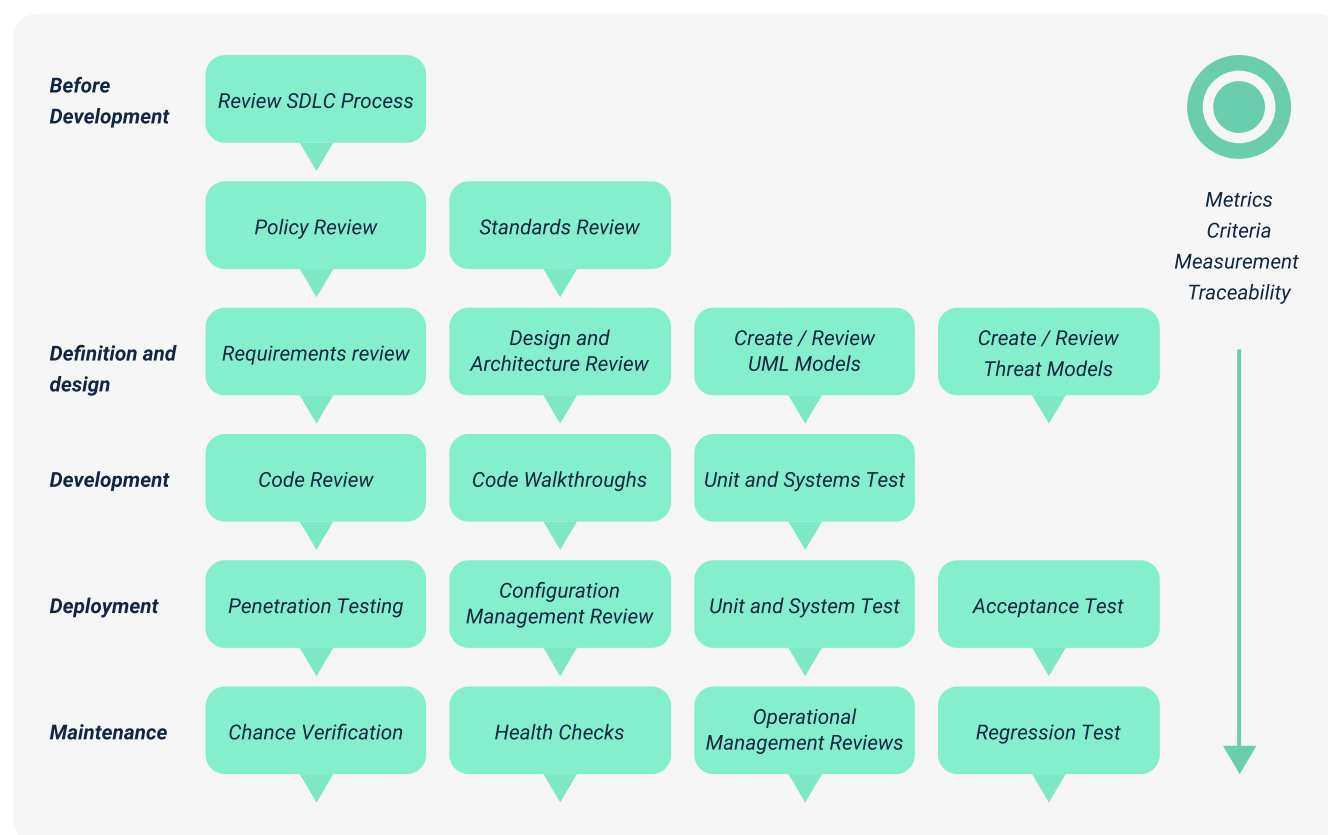 Before
Development
Review SDLC Process
Metrics
Criteria
Measurement
Traceability
Policy Review
Standards Review
Definition and
design
Requirements review
Design and
Architecture Review
Create / Review
UML Models
Create / Review
Threat Models
Development
Code Review
Code Walkthroughs
Unit and Systems Test
Deployment
Penetration Testing
Configuration
Management Review
Unit and System Test
Acceptance Test
Maintenance
Chance Verification
Health Checks
Operational
Management Reviews
Regression Test